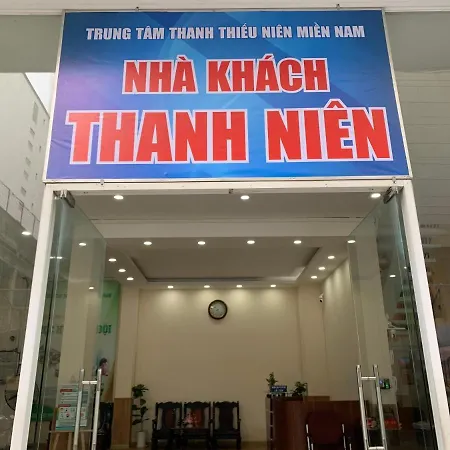 TRUNG TÂM THANH THIẾU NIÊN MIỀN NAM
NHÀ KHÁCH
THANH NIÊN